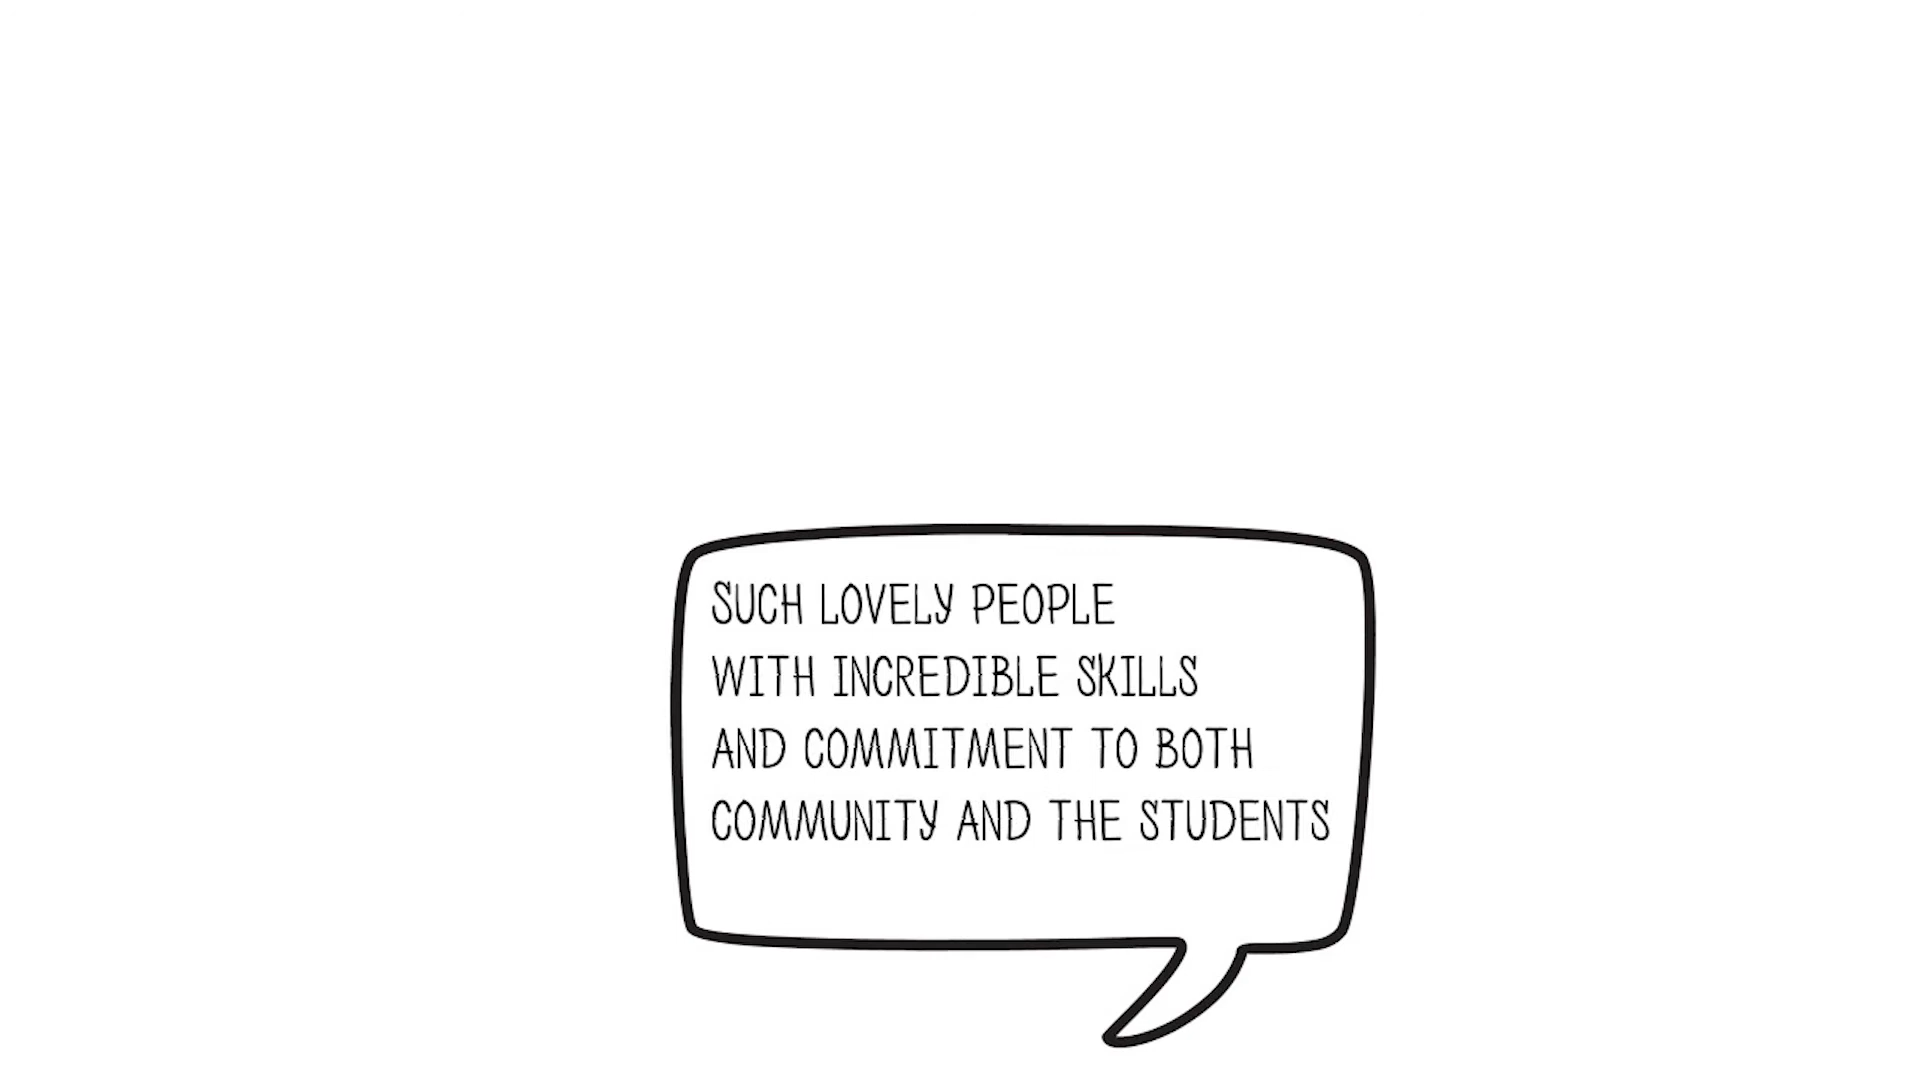 SUCH LOVELY PEOPLE
WITH INCREDIBLE SKILLS
AND COMMITMENT TO BOTH
COMMUNITY AND THE STUDENTS